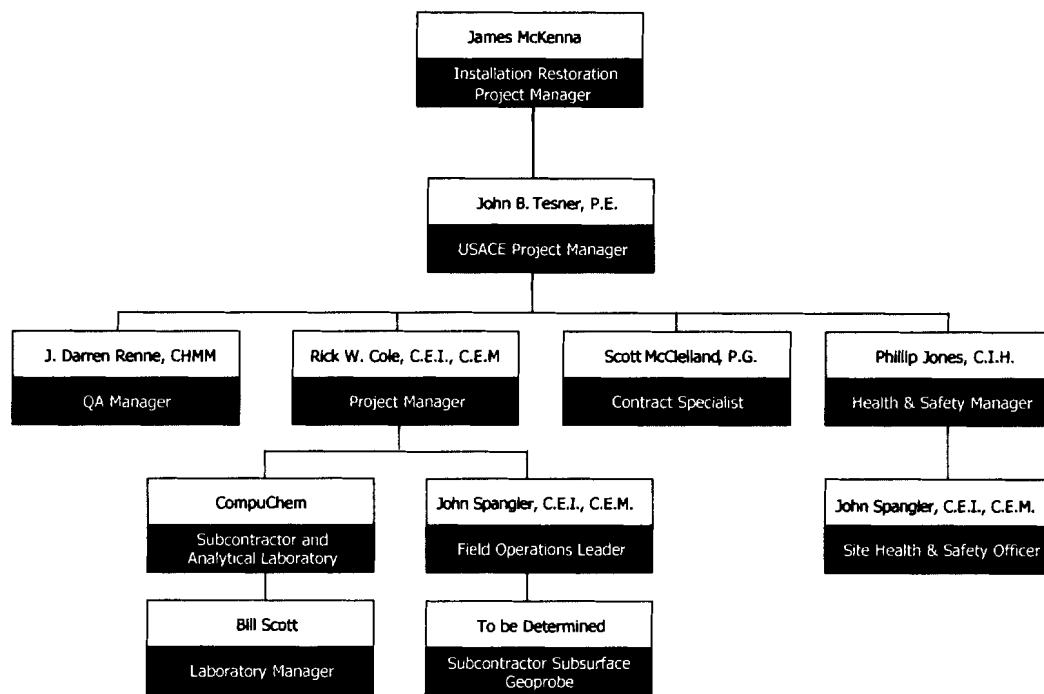 James McKenna
Installation Restoration
Project Manager
John B. Tesner, P.E.
USACE Project Manager
J. Darren Renne, CHMM
QA Manager
Rick W. Cole, C.E.I., C.E.M
Project Manager
Scott McClelland, P.G.
Contract Specialist
Phillip Jones, C.I.H.
Health & Safety Manager
CompuChem
Subcontractor and
Analytical Laboratory
John Spangler, C.E.I., C.E.M.
Field Operations Leader
John Spangler, C.E.I., C.E.M.
Site Health & Safety Officer
Bill Scott
Laboratory Manager
To be Determined
Subcontractor Subsurface
Geoprobe